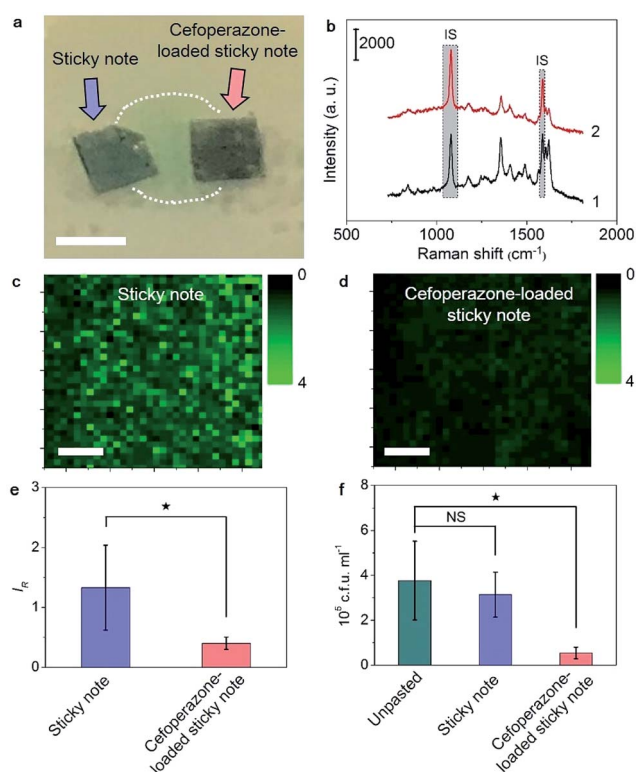 a
Sticky note
Cefoperazone-
loaded sticky note
b
2000
IS
IS
2
1
Intensity (a. u.)
500
1000
1500
2000
Raman shift (cm⁻¹)
c
Sticky note
0
4
d
Cefoperazone-loaded
sticky note
0
4
e
3
2
1
0
I_R
★
Sticky note
Cefoperazone-
loaded sticky note
f
8
6
4
2
0
10⁶ c.f.u. ml⁻¹
NS
★
Unpasted
Sticky note
Cefoperazone-
loaded sticky note